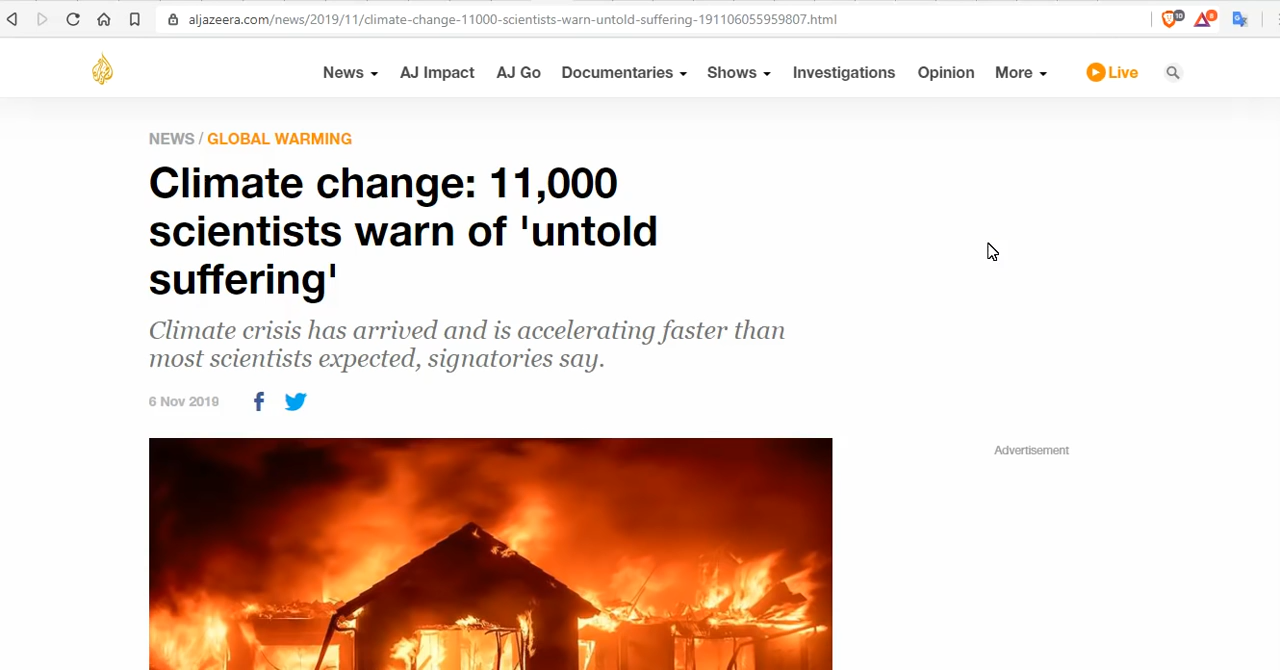 aljazeera.com/news/2019/11/climate-change-11000-scientists-warn-untold-suffering-191106055959807.html
10
8
News AJ Impact AJ Go Documentaries Shows Investigations Opinion More Live
NEWS / GLOBAL WARMING
Climate change: 11,000
scientists warn of 'untold
suffering'
Climate crisis has arrived and is accelerating faster than
most scientists expected, signatories say.
6 Nov 2019
Advertisement